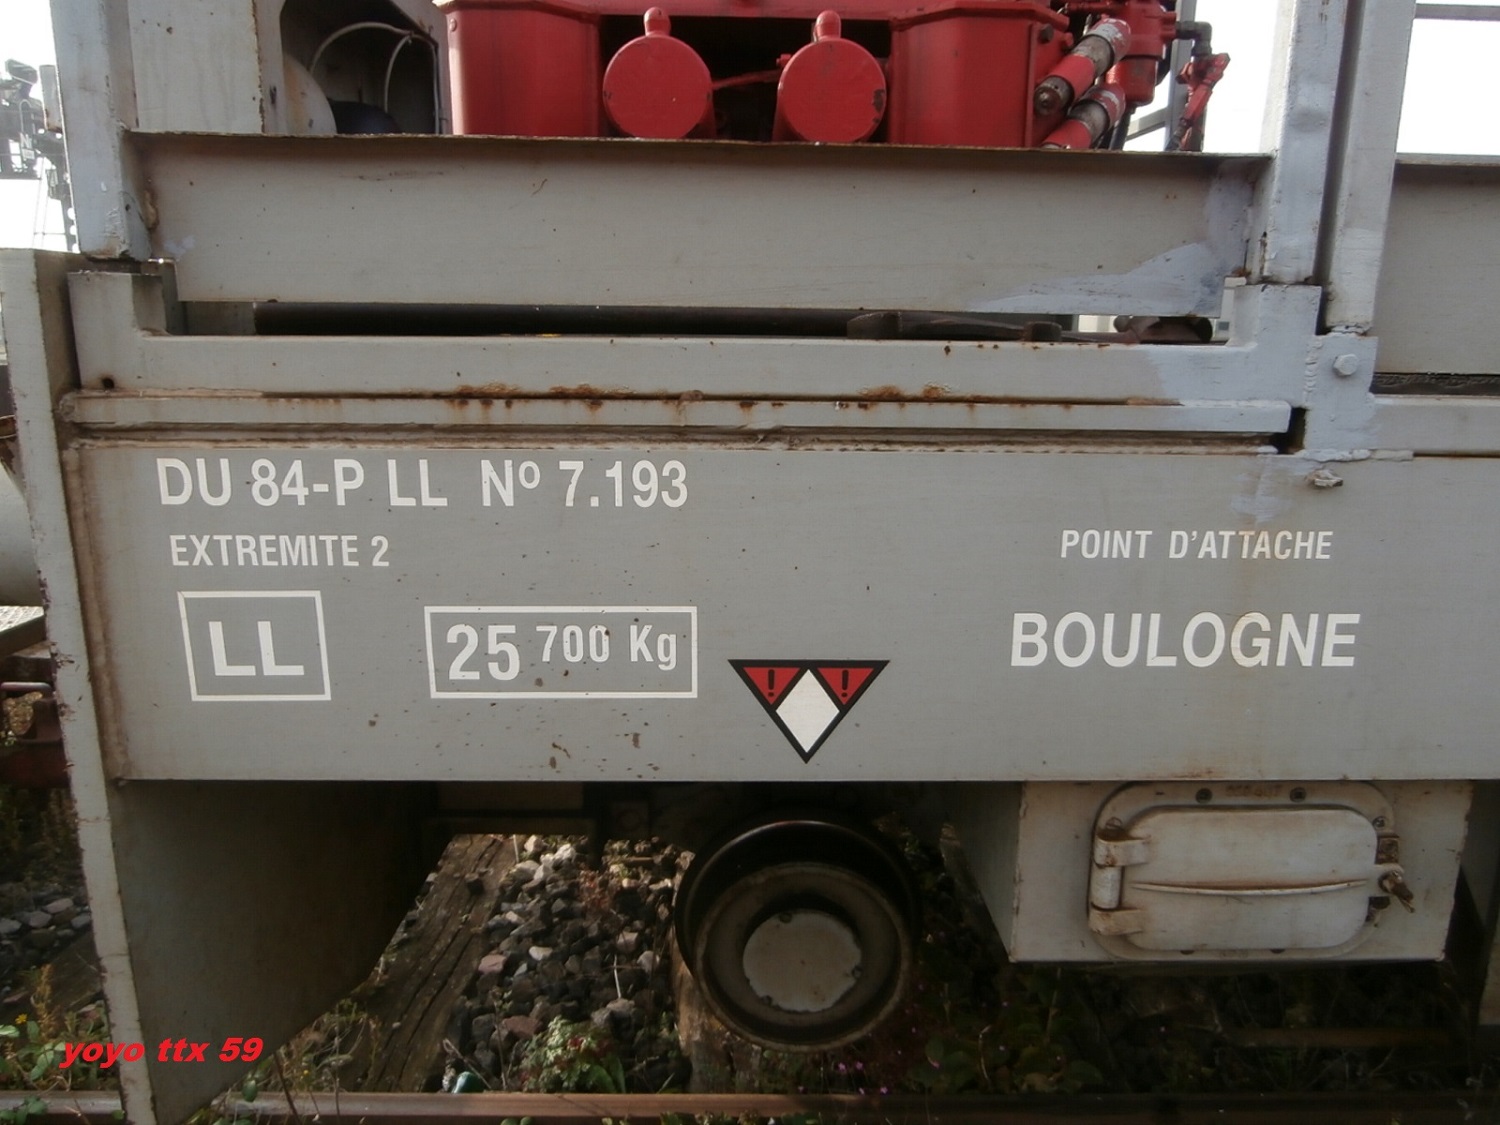 DU 84-P LL Nº 7.193
EXTREMITE 2
LL
25 700 Kg
! !
POINT D'ATTACHE
BOULOGNE
yoyo ttx 59